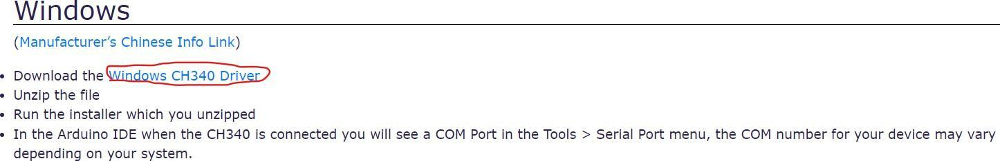 Windows
(Manufacturer’s Chinese Info Link)
• Download the Windows CH340 Driver
• Unzip the file
• Run the installer which you unzipped
• In the Arduino IDE when the CH340 is connected you will see a COM Port in the Tools > Serial Port menu, the COM number for your device may vary
depending on your system.